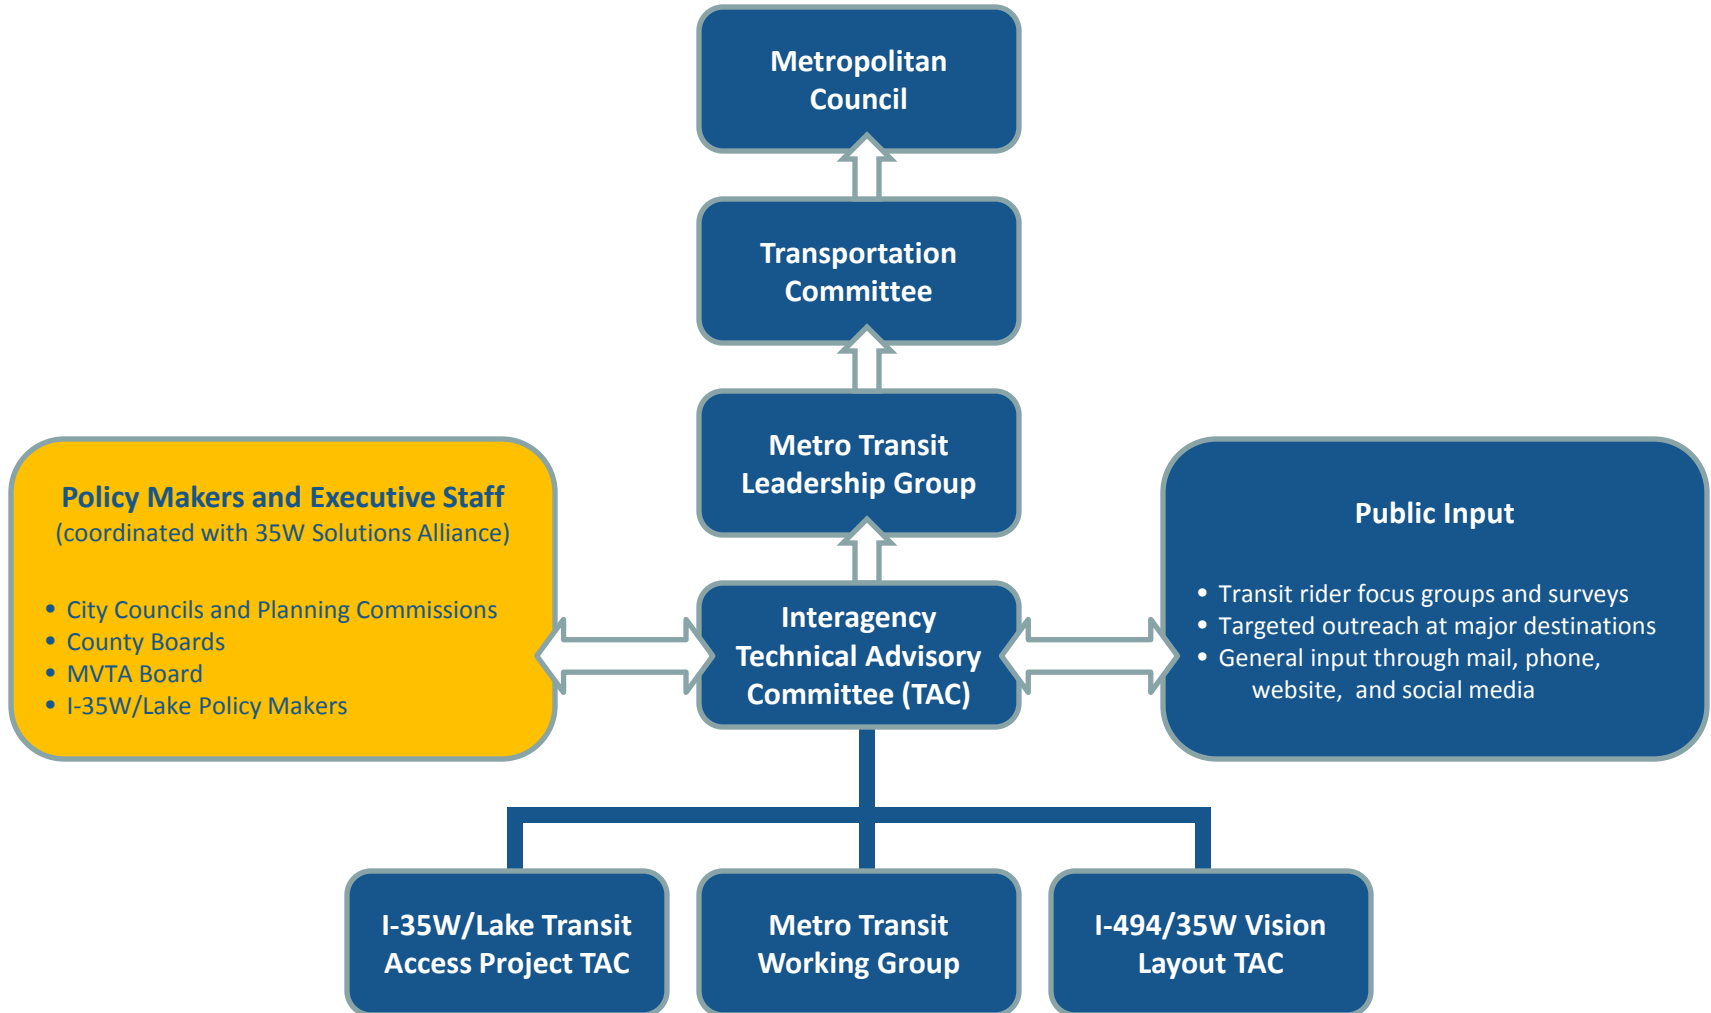 Metropolitan
Council
Transportation
Committee
Metro Transit
Leadership Group
Policy Makers and Executive Staff
(coordinated with 35W Solutions Alliance)
• City Councils and Planning Commissions
• County Boards
• MVTA Board
• I-35W/Lake Policy Makers
Interagency
Technical Advisory
Committee (TAC)
Public Input
• Transit rider focus groups and surveys
• Targeted outreach at major destinations
• General input through mail, phone,
website, and social media
I-35W/Lake Transit
Access Project TAC
Metro Transit
Working Group
I-494/35W Vision
Layout TAC